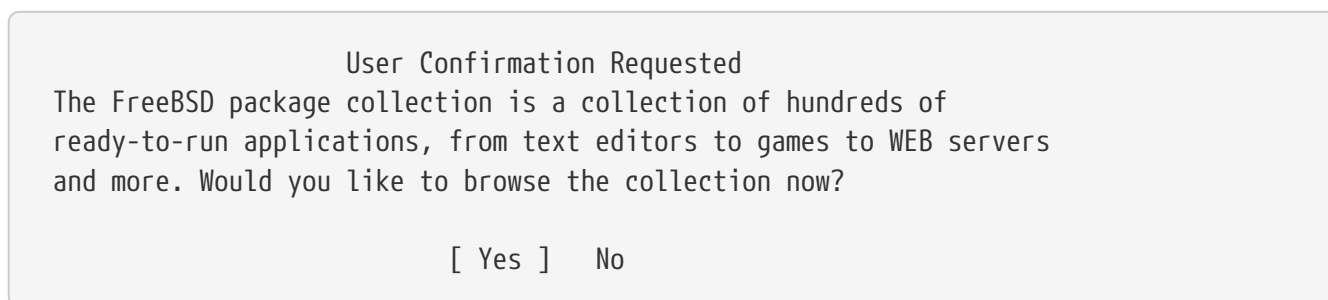 User Confirmation Requested
The FreeBSD package collection is a collection of hundreds of
ready-to-run applications, from text editors to games to WEB servers
and more. Would you like to browse the collection now?
[ Yes ]   No